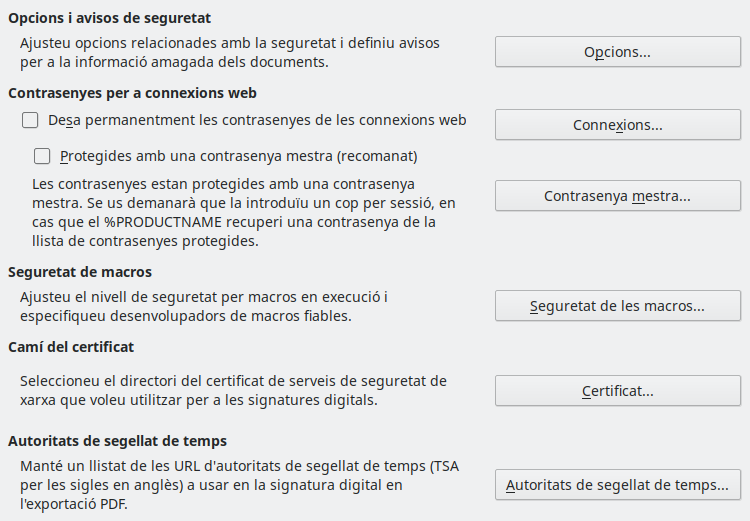 Opcions i avisos de seguretat
Ajusteu opcions relacionades amb la seguretat i definiu avisos
per a la informació amagada dels documents.
Opcions...
Contrasenyes per a connexions web
Desa permanentment les contrasenyes de les connexions web
Connexions...
Protegides amb una contrasenya mestra (recomanat)
Les contrasenyes estan protegides amb una contrasenya
mestra. Se us demanarà que la introduïu un cop per sessió, en
cas que el %PRODUCTNAME recuperi una contrasenya de la
llista de contrasenyes protegides.
Contrasenya mestra...
Seguretat de macros
Ajusteu el nivell de seguretat per macros en execució i
especifiqueu desenvolupadors de macros fiables.
Seguretat de les macros...
Camí del certificat
Seleccioneu el directori del certificat de serveis de seguretat de
xarxa que voleu utilitzar per a les signatures digitals.
Certificat...
Autoritats de segellat de temps
Manté un llistat de les URL d'autoritats de segellat de temps (TSA
per les sigles en anglès) a usar en la signatura digital en
l'exportació PDF.
Autoritats de segellat de temps...